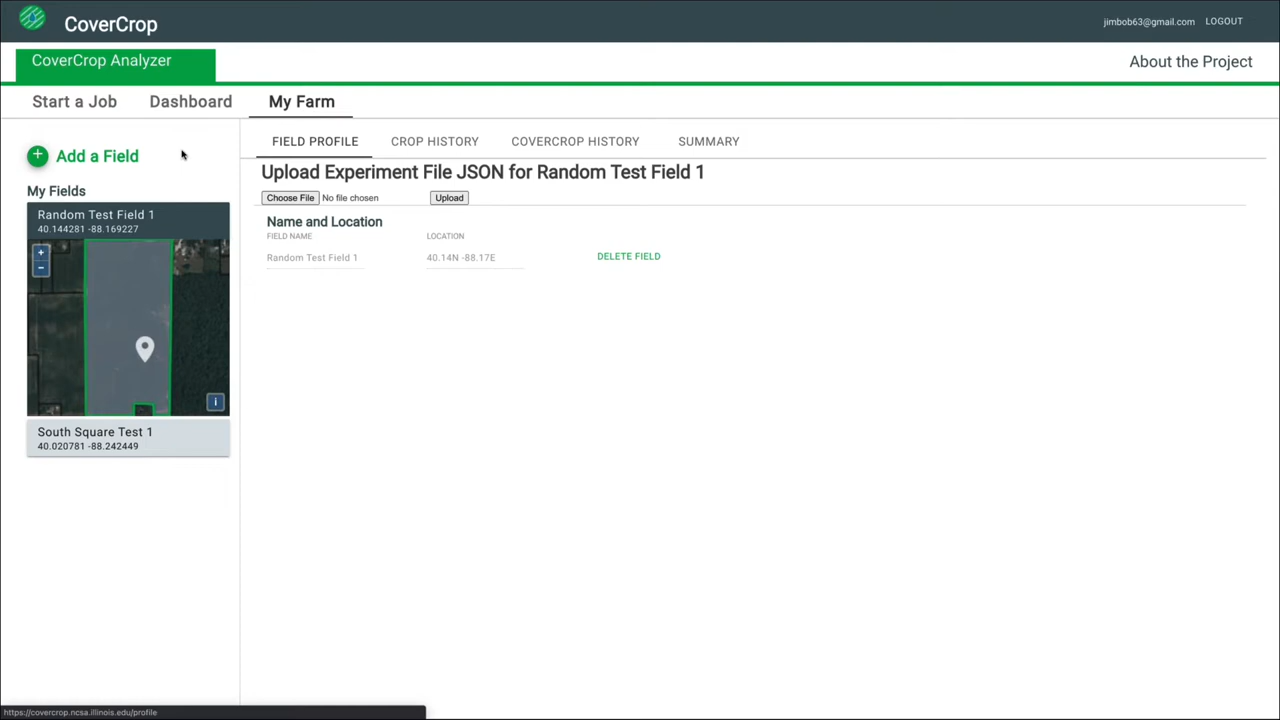 CoverCrop
jimbob63@gmail.com LOGOUT
CoverCrop Analyzer
About the Project
Start a Job Dashboard My Farm
Add a Field
My Fields
Random Test Field 1
40.144281 -88.169227
+
−
i
South Square Test 1
40.020781 -88.242449
FIELD PROFILE CROP HISTORY COVERCROP HISTORY SUMMARY
Upload Experiment File JSON for Random Test Field 1
Choose File No file chosen Upload
Name and Location
FIELD NAME LOCATION
Random Test Field 1 40.14N -88.17E DELETE FIELD
https://covercrop.ncsa.illinois.edu/profile